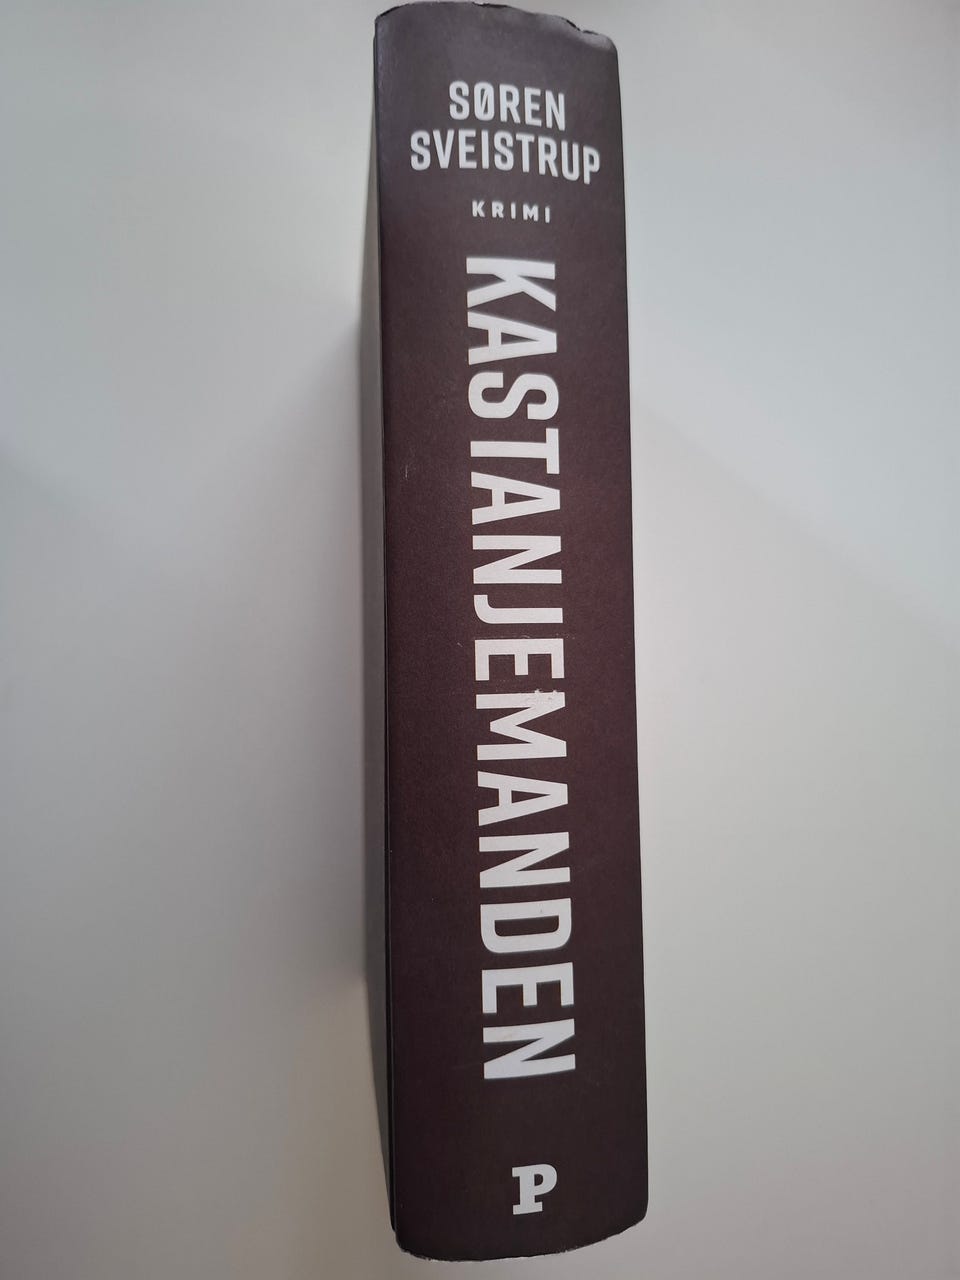 SØREN
SVEISTRUP
KRIMI
KASTANJEMANDEN
P